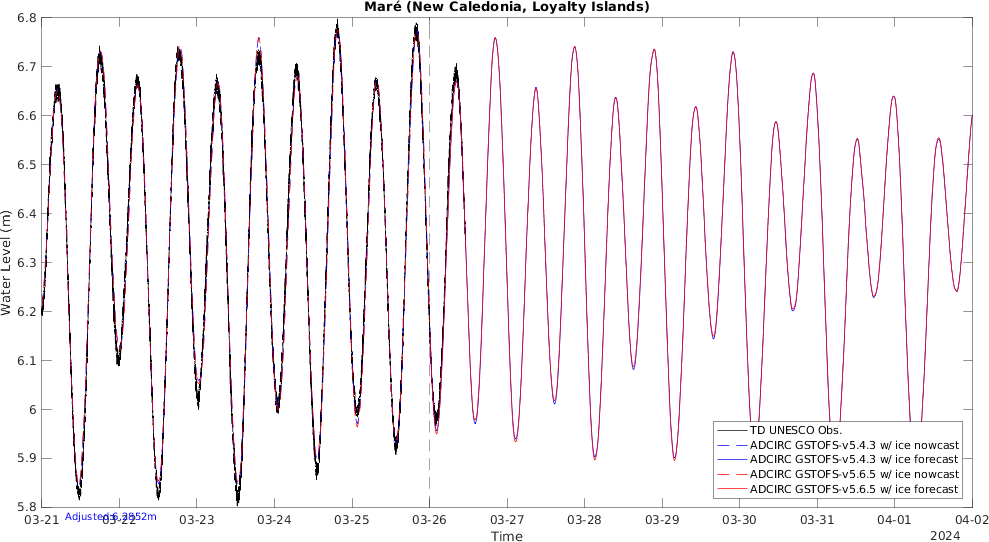 Maré (New Caledonia, Loyalty Islands)
6.8
6.7
6.6
6.5
6.4
6.3
6.2
6.1
6
5.9
5.8
Water Level (m)
TD UNESCO Obs.
ADCIRC GSTOFS-v5.4.3 w/ ice nowcast
ADCIRC GSTOFS-v5.4.3 w/ ice forecast
ADCIRC GSTOFS-v5.6.5 w/ ice nowcast
ADCIRC GSTOFS-v5.6.5 w/ ice forecast
Adjusted 6.3852m
03-21 03-22 03-23 03-24 03-25 03-26 03-27 03-28 03-29 03-30 03-31 04-01 04-02
Time
2024